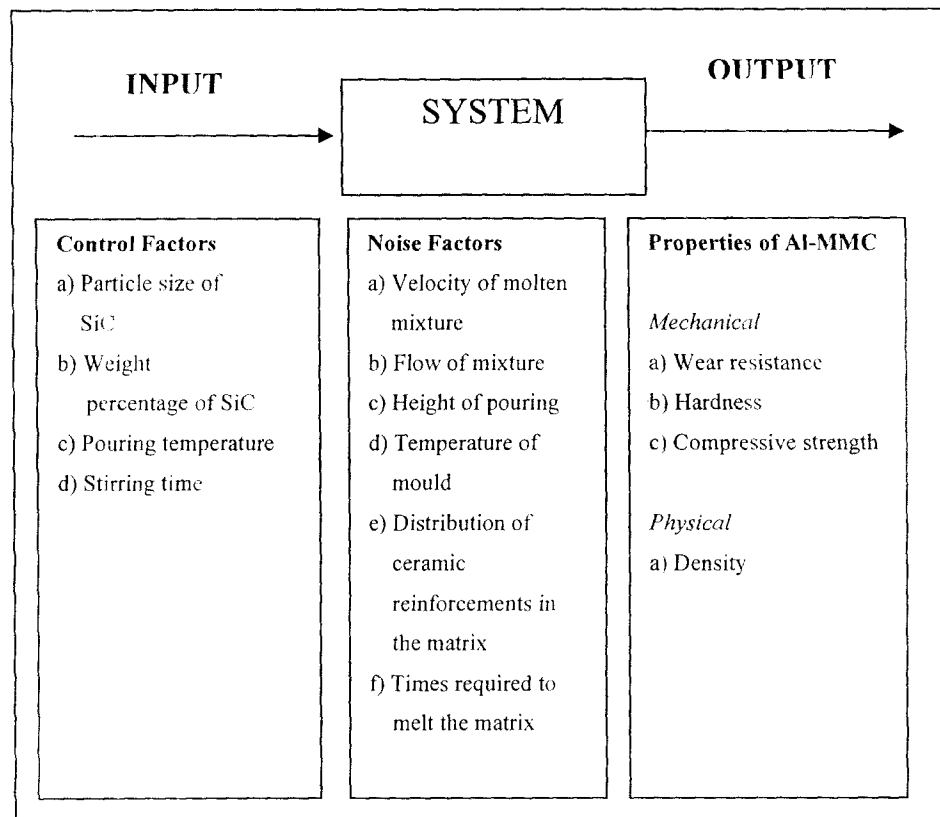 INPUT
SYSTEM
OUTPUT
Control Factors
a) Particle size of
SiC
b) Weight
percentage of SiC
c) Pouring temperature
d) Stirring time
Noise Factors
a) Velocity of molten
mixture
b) Flow of mixture
c) Height of pouring
d) Temperature of
mould
e) Distribution of
ceramic
reinforcements in
the matrix
f) Times required to
melt the matrix
Properties of Al-MMC
Mechanical
a) Wear resistance
b) Hardness
c) Compressive strength
Physical
a) Density